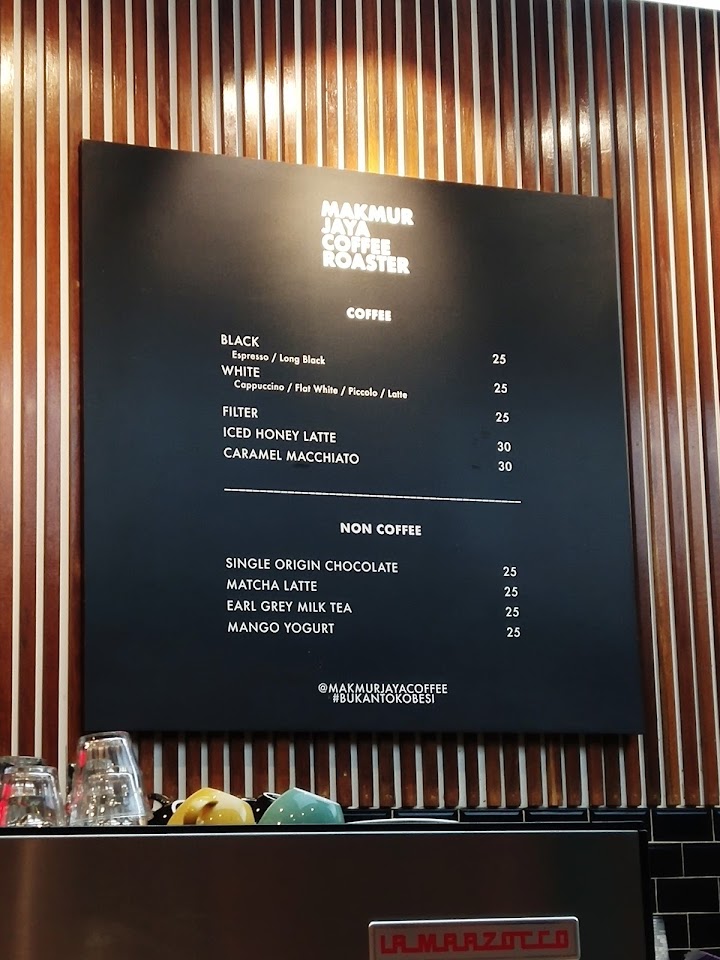 MAKMUR
JAYA
COFFEE
ROASTER
COFFEE
BLACK
Espresso / Long Black 25
WHITE
Cappuccino / Flat White / Piccolo / Latte 25
FILTER 25
ICED HONEY LATTE 30
CARAMEL MACCHIATO 30
NON COFFEE
SINGLE ORIGIN CHOCOLATE 25
MATCHA LATTE 25
EARL GREY MILK TEA 25
MANGO YOGURT 25
@MAKMURJAYACOFFEE
#BUKANTOKOBESI
LA MARZOCCO